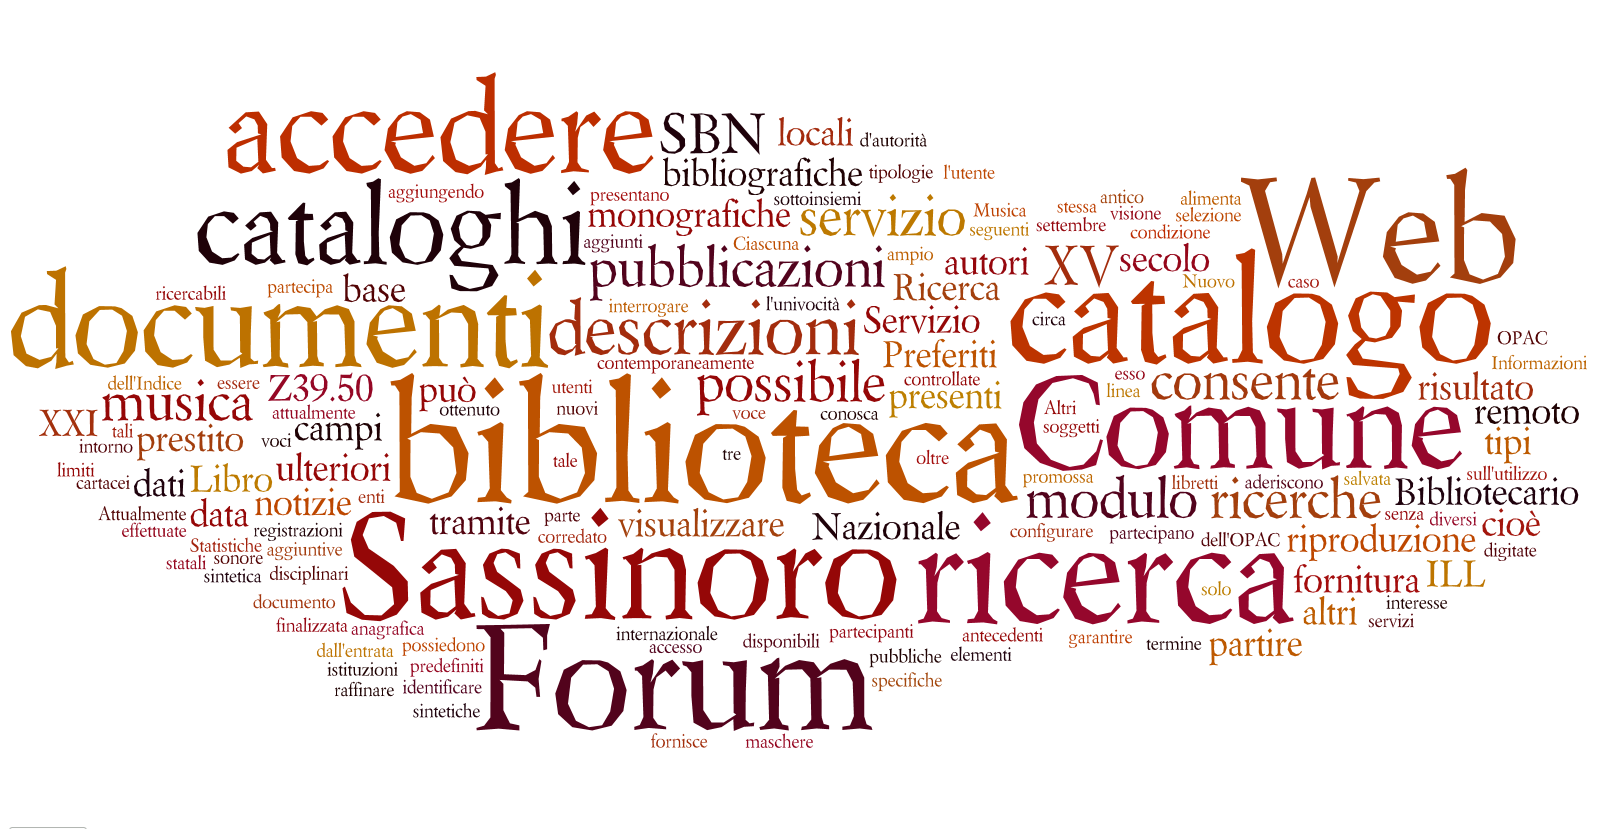 accedere
SBN
locali
d'autorità
bibliografiche
tipologie
l'utente
aggiungendo
cataloghi
presentano
sottoinsiemi
monografiche
servizio
Musica
seguenti
stessa
antico
settembre
visione
condizione
alimenta
selezione
Web
aggiunti
Ciascuna
pubblicazioni
ampio
autori
XV
secolo
Nuovo
caso
Ricerca
ricercabili
partecipa
base
documenti
interrogare
l'univocità
descrizioni
Servizio
circa
catalogo
OPAC
Informazioni
Preferiti
contemporaneamente
dell'Indice
essere
Z39.50
può
utenti
possibile
controllate
presenti
esso
linea
consente
risultato
musica
attualmente
ottenuto
nuovi
voce
conosca
Altri
soggetti
Comune
remoto
XXI
tali
intorno
prestito
voci
campi
biblioteca
tale
tre
oltre
tipi
limiti
cartacei
dati
Libro
ulteriori
promossa
libretti
aderiscono
salvata
sull'utilizzo
notizie
enti
modulo
ricerche
Bibliotecario
Attualmente
effettuate
data
registrazioni
tramite
parte
corredato
visualizzare
Nazionale
configurare
partecipano
dell'OPAC
senza
diversi
cioè
Statistiche
aggiuntive
riproduzione
digitate
statali
sonore
sintetica
disciplinari
Sassinoro
ricerca
solo
fornitura
ILL
documento
altri
interesse
servizi
finalizzata
anagrafica
internazionale
accesso
disponibili
partecipanti
antecedenti
garantire
termine
partire
dall'entrata
possiedono
istituzioni
predefiniti
Forum
pubbliche
elementi
raffinare
identificare
specifiche
sintetiche
fornisce
maschere